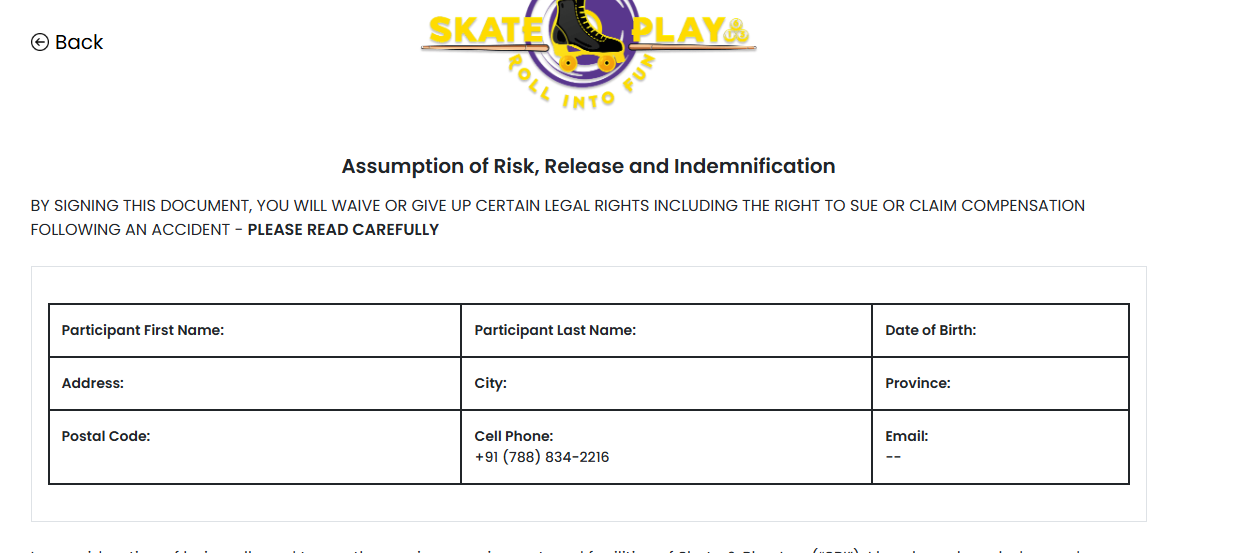 Back
SKATE PLAY
ROLL INTO FUN
Assumption of Risk, Release and Indemnification
BY SIGNING THIS DOCUMENT, YOU WILL WAIVE OR GIVE UP CERTAIN LEGAL RIGHTS INCLUDING THE RIGHT TO SUE OR CLAIM COMPENSATION
FOLLOWING AN ACCIDENT - PLEASE READ CAREFULLY
Participant First Name: Participant Last Name: Date of Birth:
Address: City: Province:
Postal Code: Cell Phone: Email:
+91 (788) 834-2216 --